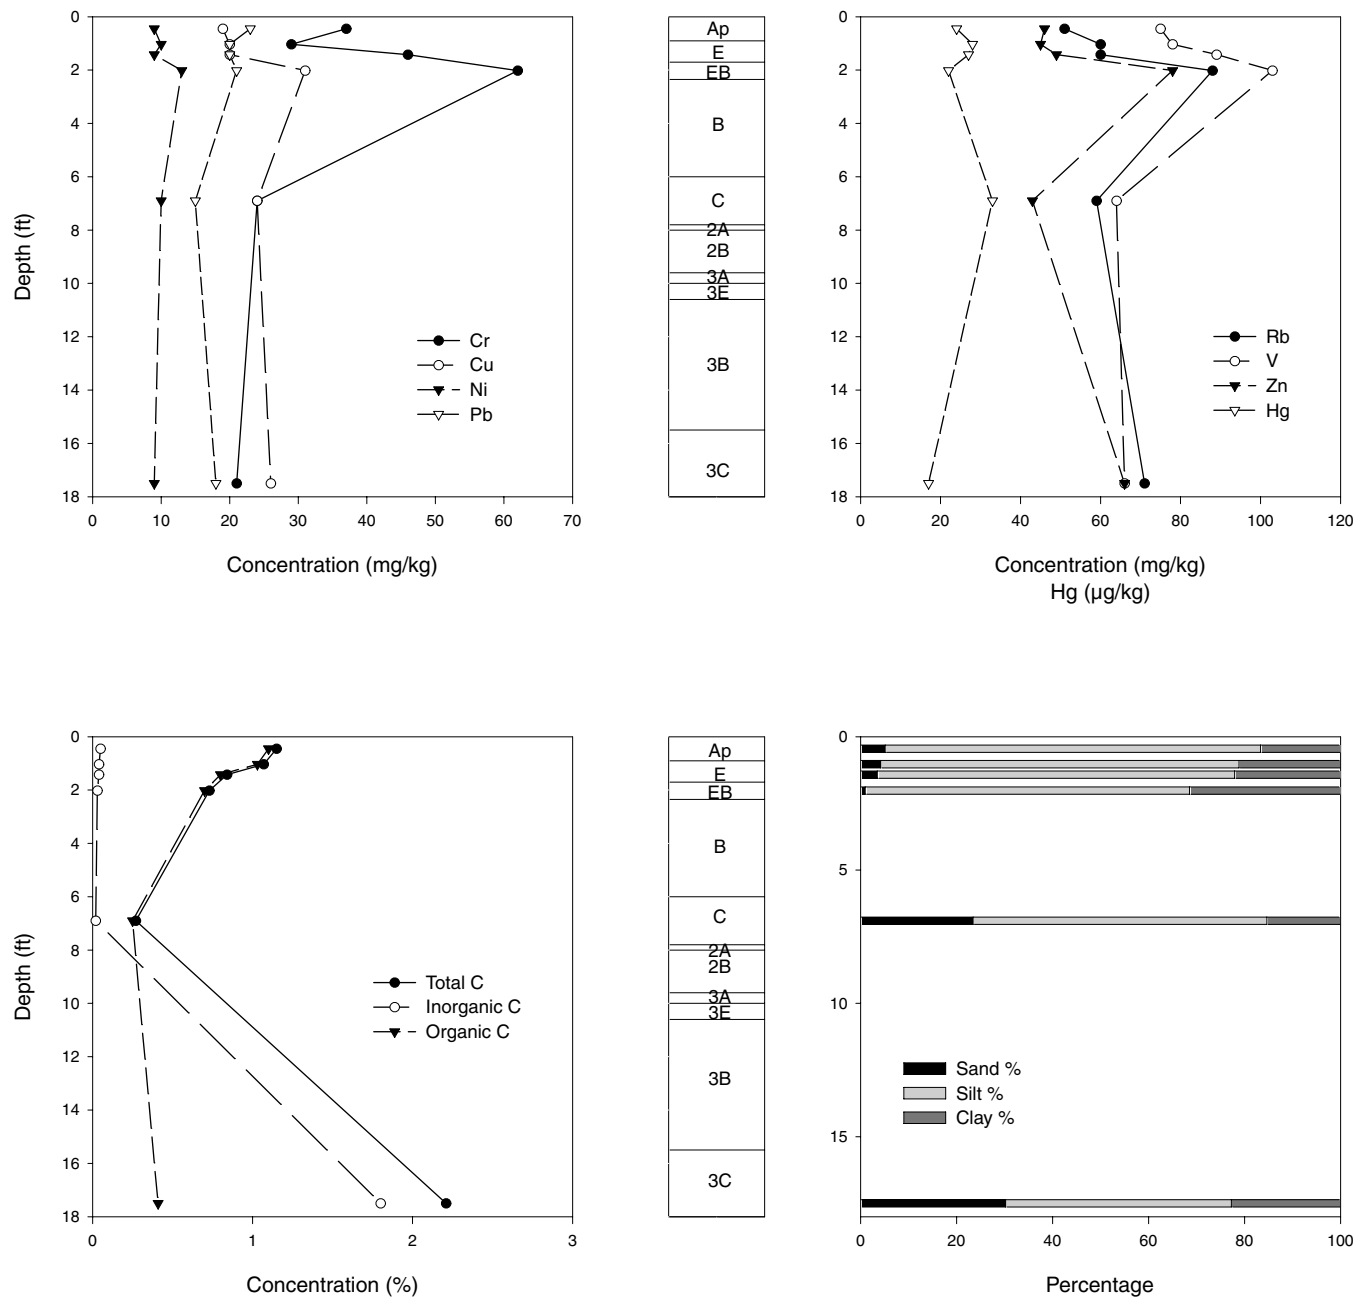 0
2
4
6
8
10
12
14
16
18
Depth (ft)
Cr
Cu
Ni
Pb
0 10 20 30 40 50 60 70
Concentration (mg/kg)
Ap
E
EB
B
C
2A
2B
3A
3E
3B
3C
0
2
4
6
8
10
12
14
16
18
Rb
V
Zn
Hg
0 20 40 60 80 100 120
Concentration (mg/kg)
Hg (µg/kg)
0
2
4
6
8
10
12
14
16
18
Depth (ft)
Total C
Inorganic C
Organic C
0 1 2 3
Concentration (%)
Ap
E
EB
B
C
2A
2B
3A
3E
3B
3C
0
5
10
15
Sand %
Silt %
Clay %
0 20 40 60 80 100
Percentage